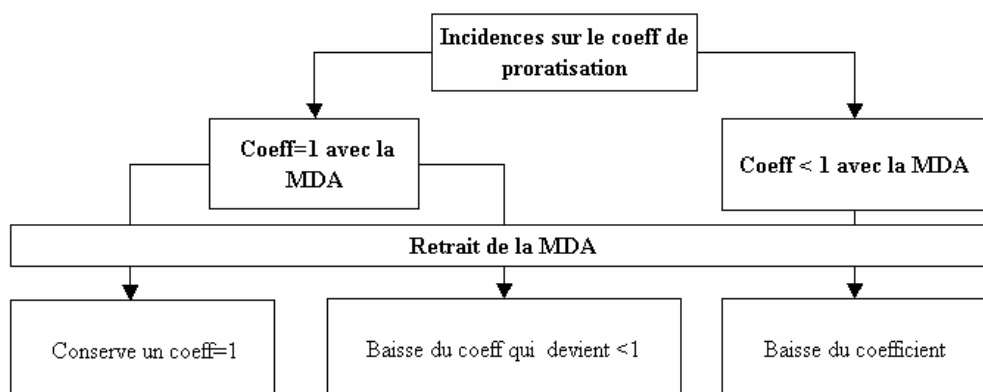 Incidences sur le coeff de
proratisation
Coeff=1 avec la
MDA
Coeff < 1 avec la MDA
Retrait de la MDA
Conserve un coeff=1
Baisse du coeff qui devient <1
Baisse du coefficient